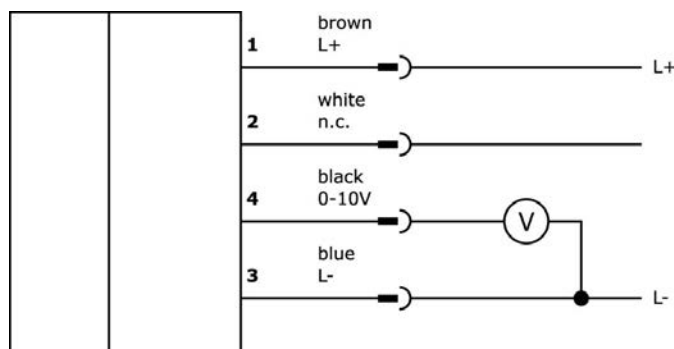 brown
1 L+ L+
white
2 n.c.
black
4 0-10V V
blue
3 L- L-